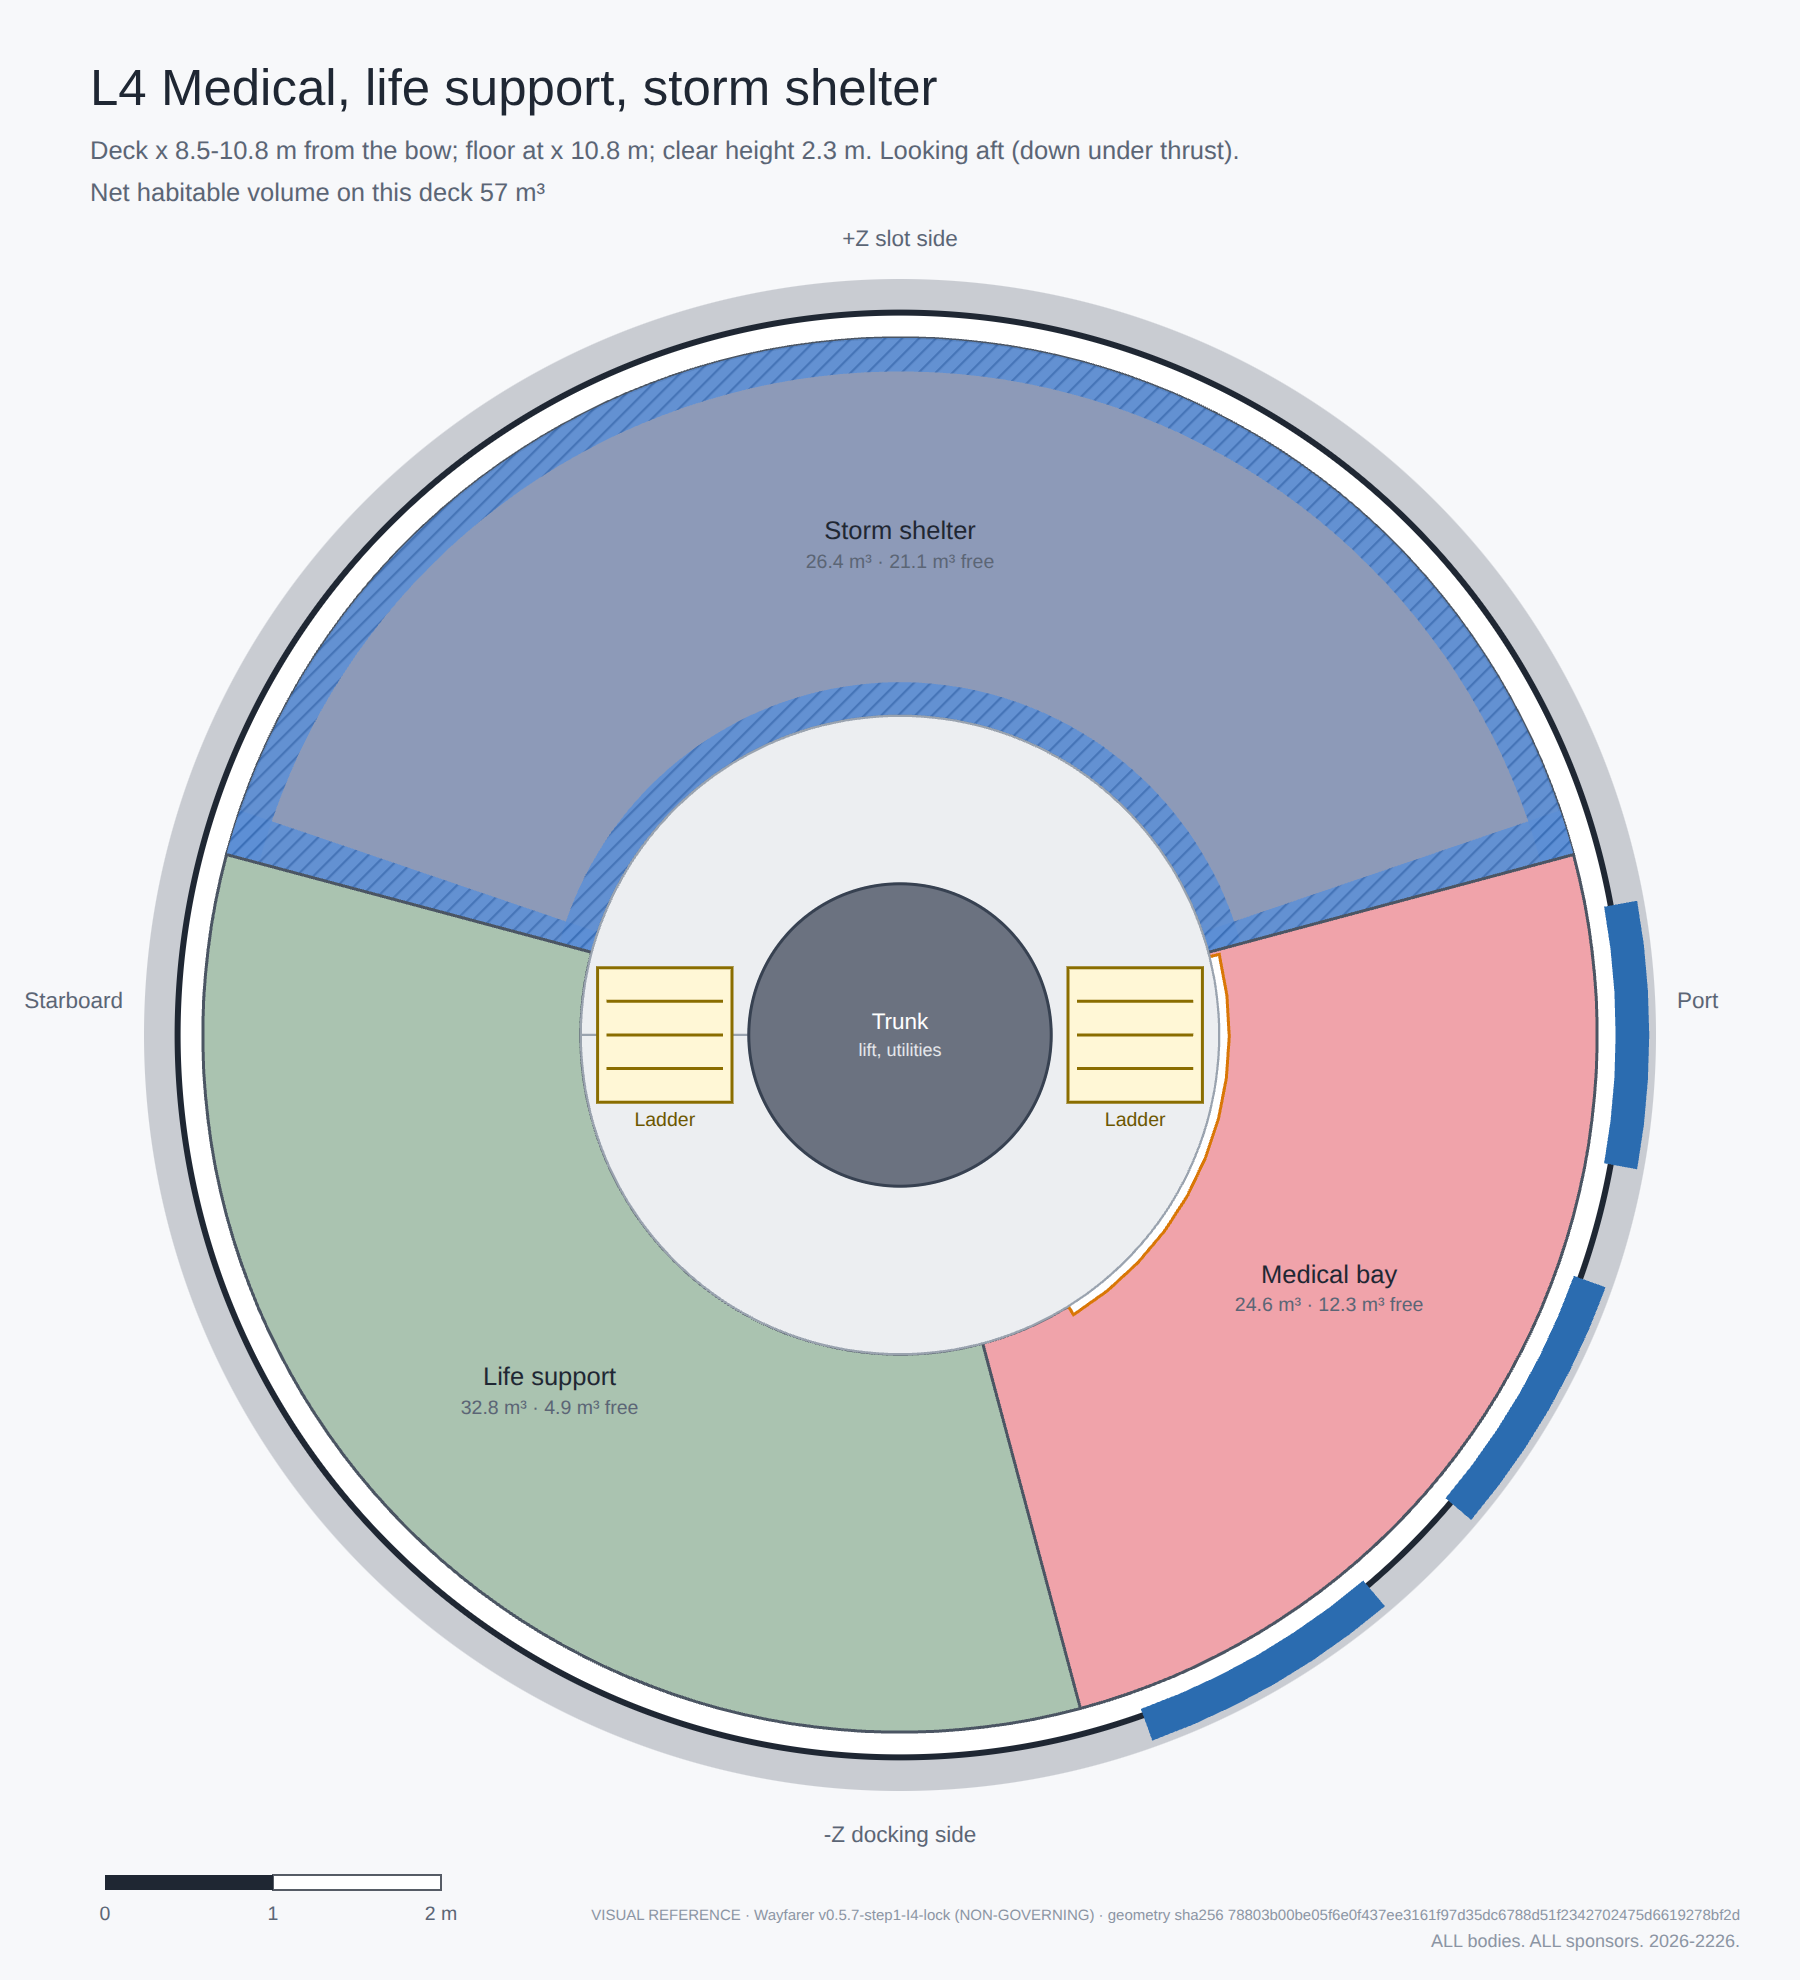 L4 Medical, life support, storm shelter
Deck x 8.5-10.8 m from the bow; floor at x 10.8 m; clear height 2.3 m. Looking aft (down under thrust).
Net habitable volume on this deck 57 m³
+Z slot side
Storm shelter
26.4 m³ · 21.1 m³ free
Starboard
Port
Trunk
lift, utilities
Ladder
Ladder
Medical bay
24.6 m³ · 12.3 m³ free
Life support
32.8 m³ · 4.9 m³ free
-Z docking side
0
1
2 m
VISUAL REFERENCE · Wayfarer v0.5.7-step1-I4-lock (NON-GOVERNING) · geometry sha256 78803b00be05f6e0f437ee3161f97d35dc6788d51f2342702475d6619278bf2d
ALL bodies. ALL sponsors. 2026-2226.